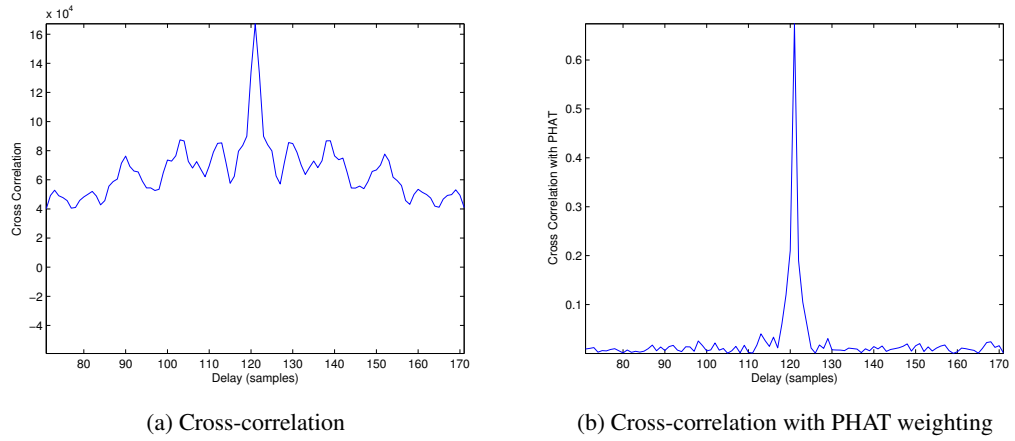 x 10⁴
16
14
12
10
8
6
4
2
0
−2
−4
Cross Correlation
80 90 100 110 120 130 140 150 160 170
Delay (samples)
(a) Cross-correlation
0.6
0.5
0.4
0.3
0.2
0.1
Cross Correlation with PHAT
80 90 100 110 120 130 140 150 160 170
Delay (samples)
(b) Cross-correlation with PHAT weighting